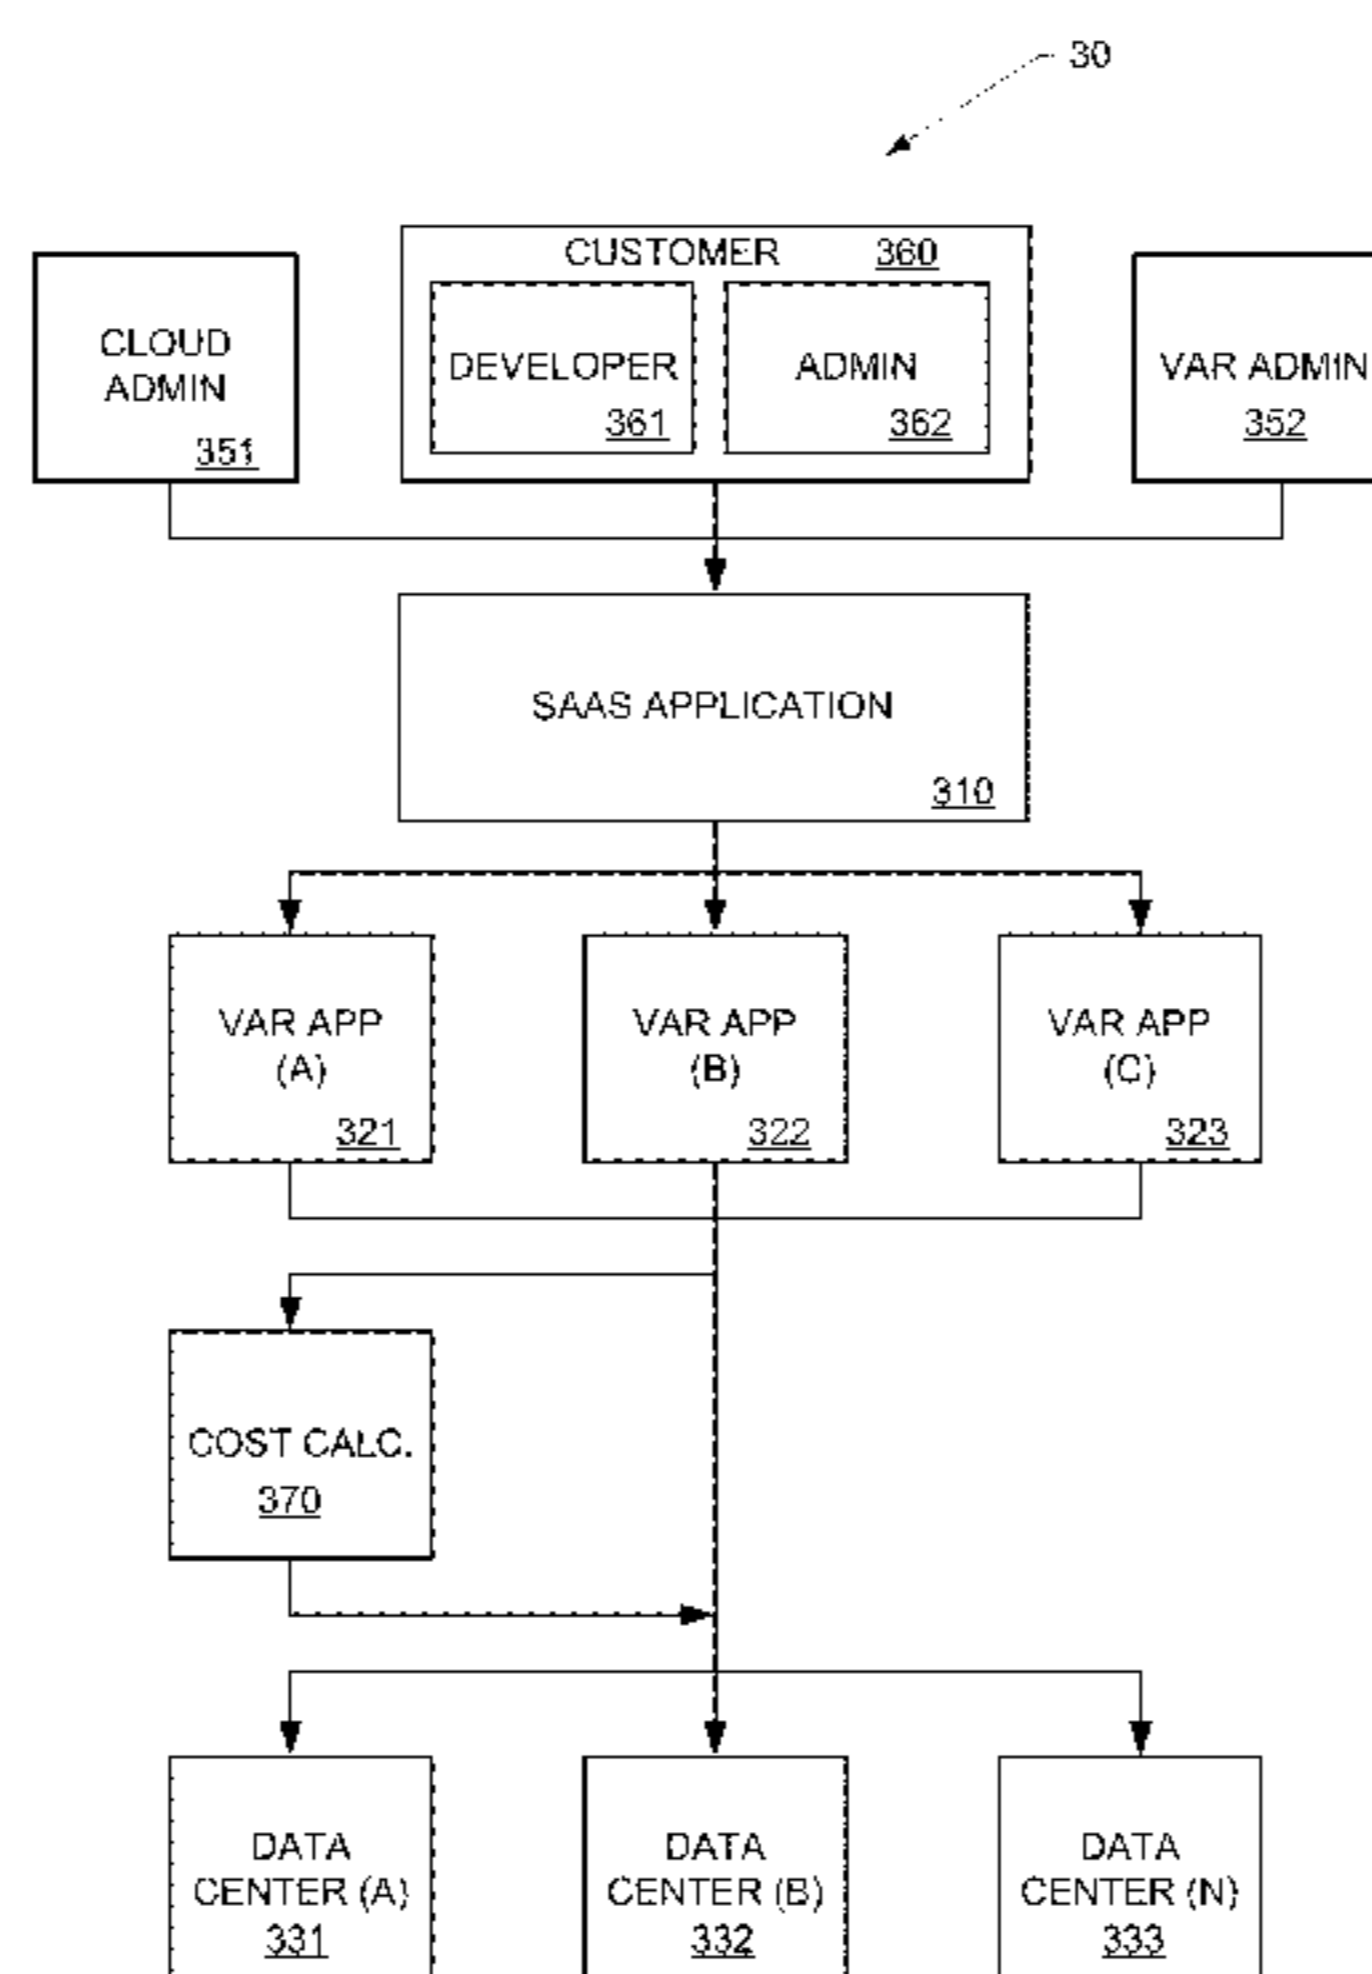 30
CUSTOMER 360
CLOUD
ADMIN
351
DEVELOPER
361
ADMIN
362
VAR ADMIN
352
SAAS APPLICATION
310
VAR APP
(A)
321
VAR APP
(B)
322
VAR APP
(C)
323
COST CALC.
370
DATA
CENTER (A)
331
DATA
CENTER (B)
332
DATA
CENTER (N)
333